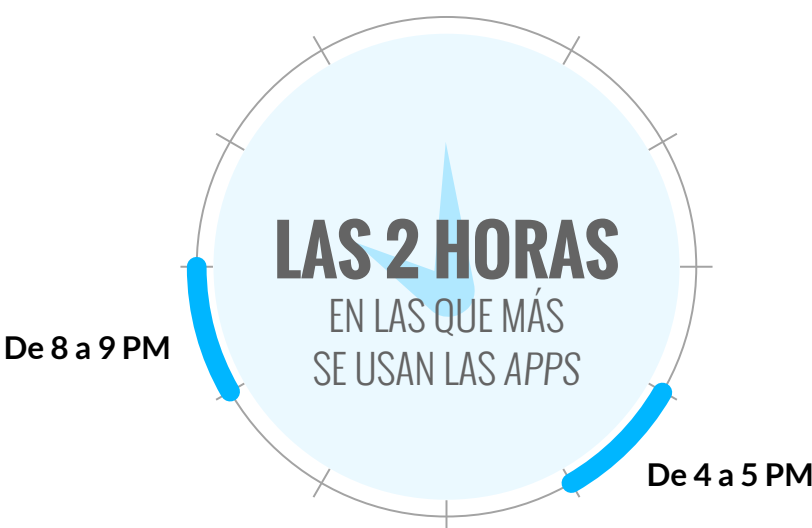 LAS 2 HORAS
EN LAS QUE MÁS
SE USAN LAS APPS
De 8 a 9 PM
De 4 a 5 PM